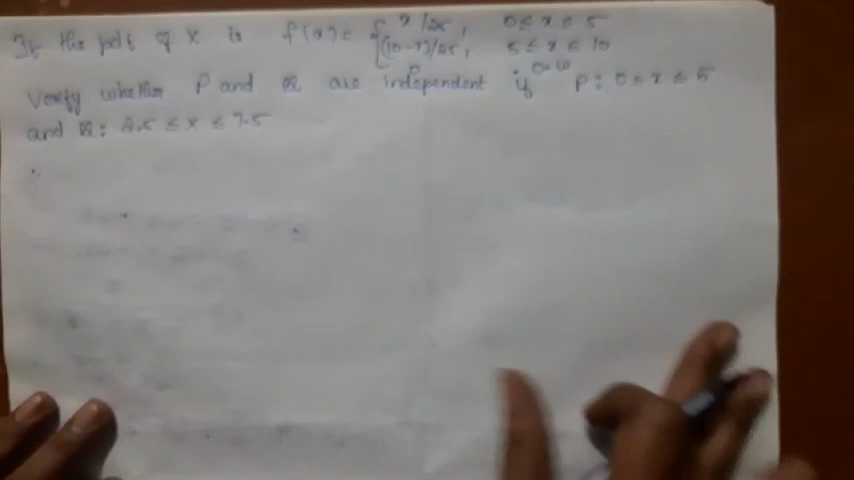 If the pdf of X is f(x) = { x/25, 0 ≤ x ≤ 5
(10-x)/25, 5 ≤ x ≤ 10
Verify whether P and Q are independent if P: 0 ≤ x ≤ 5
and Q: 2.5 ≤ x ≤ 7.5